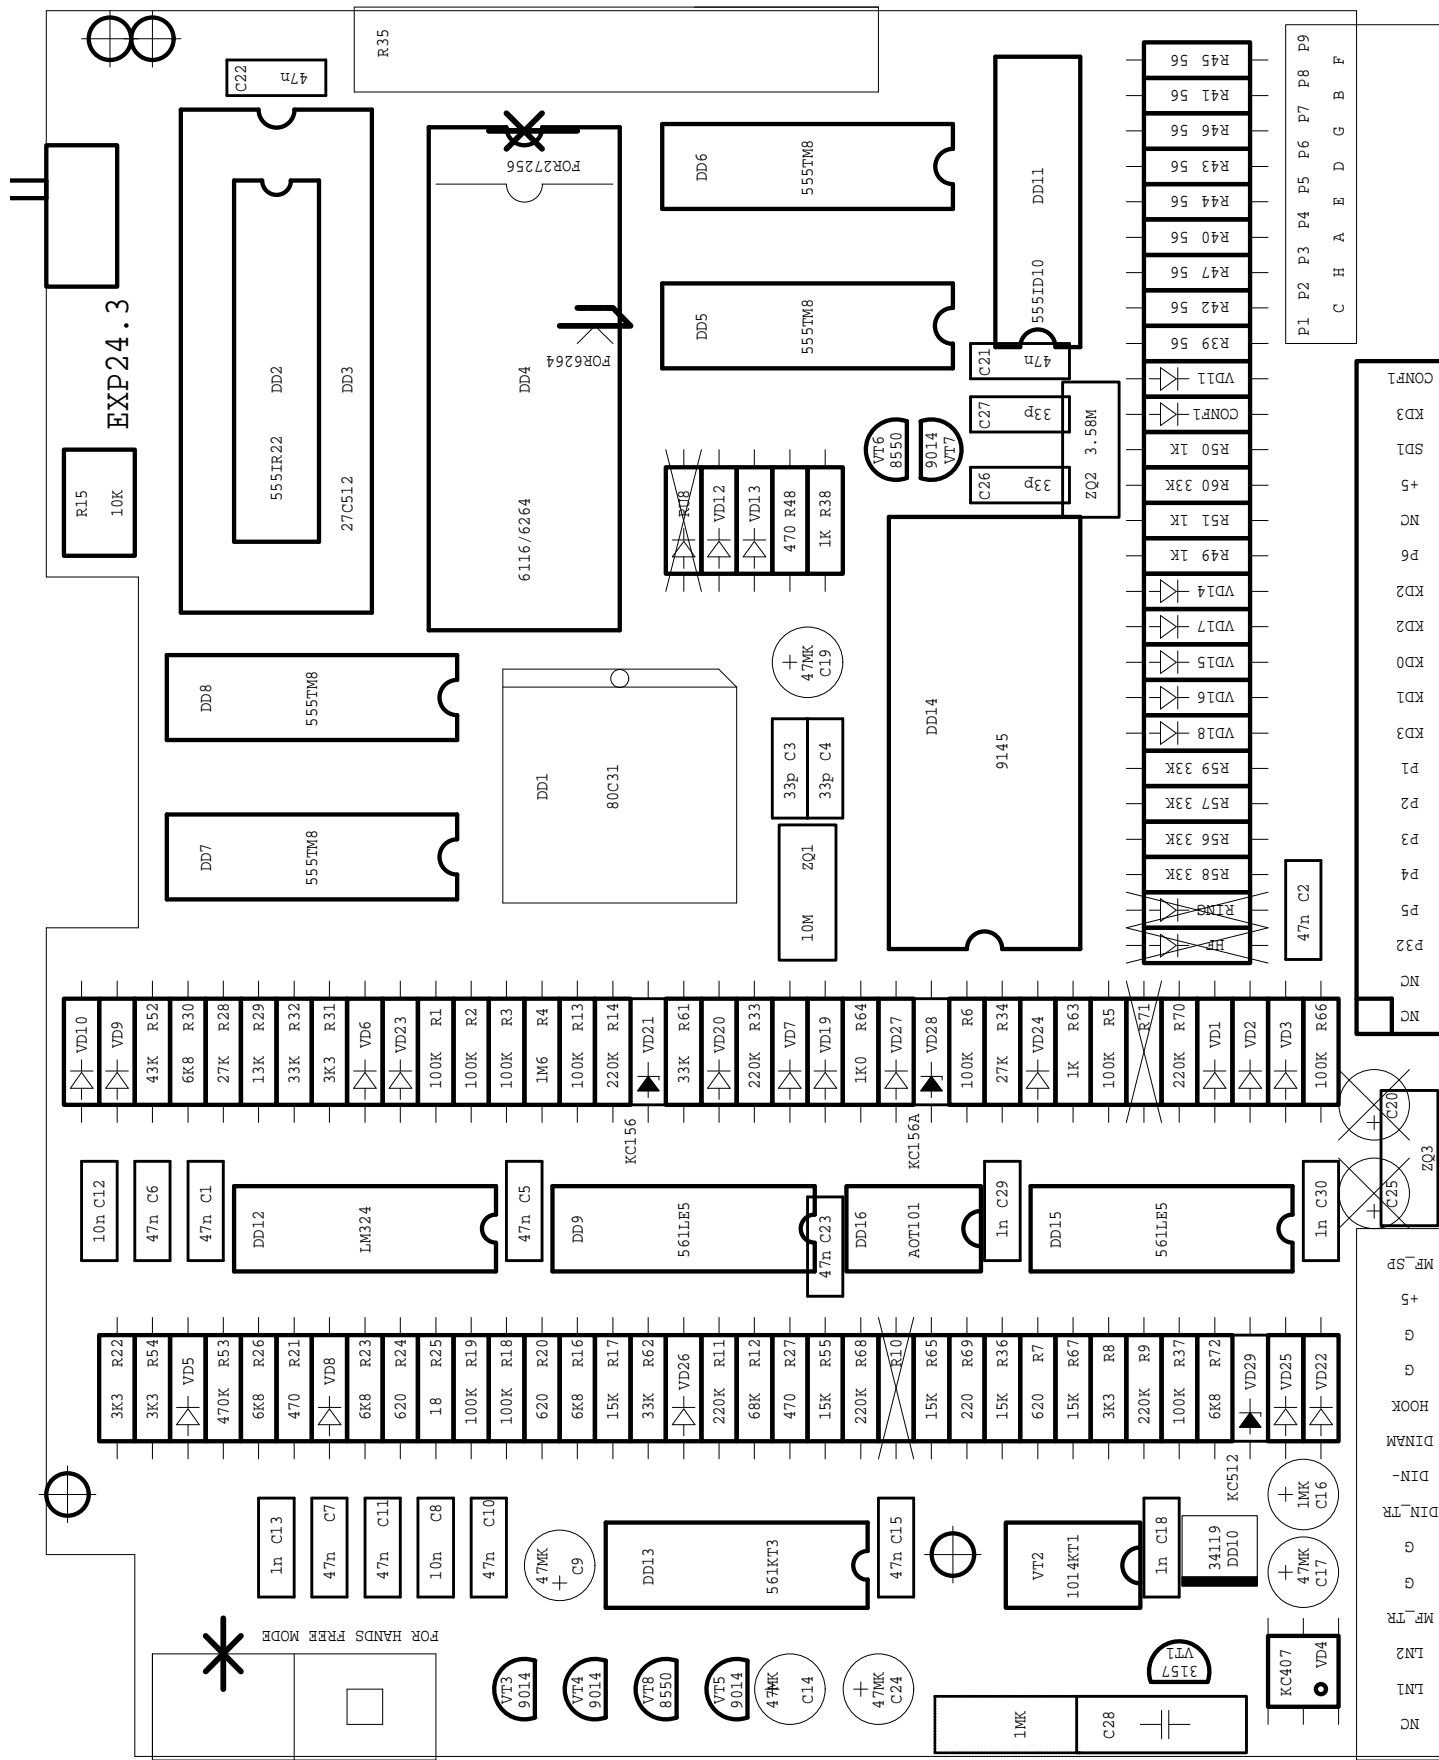 R35
C22 47n
EXP24.3
R15 10K
DD2 555IR22
DD3 27C512
DD4 6116/6264
FOR27256
FOR6264
DD6 555TM8
DD5 555TM8
DD11 555ID10
R45 56
R41 56
R46 56
R43 56
R44 56
R40 56
R47 56
R42 56
R39 56
VD11
CONF1
R50 1K
R60 33K
R51 1K
R49 1K
VD14
VD17
VD15
VD16
VD18
R59 33K
R57 33K
R56 33K
R58 33K
RING
HF
P1 P2 P3 P4 P5 P6 P7 P8 P9
C H A E D G B F
CONF1
KD3
SD1
+5
NC
P6
KD2
KD2
KD0
KD1
KD3
P1
P2
P3
P4
P5
P32
NC
NC
C21 47n
C27 33p
C26 33p
ZQ2 3.58M
VT6 8550
9014 VT7
RU8
VD12
VD13
470 R48
1K R38
47MK C19
DD8 555TM8
DD7 555TM8
DD1 80C31
33p C3
33p C4
10M ZQ1
DD14 9145
47n C2
VD10
VD9
43K R52
6K8 R30
27K R28
13K R29
33K R32
3K3 R31
VD6
VD23
100K R1
100K R2
100K R3
1M6 R4
100K R13
220K R14
VD21
33K R61
VD20
220K R33
VD7
VD19
1K0 R64
VD27
VD28
100K R6
27K R34
VD24
1K R63
100K R5
R71
220K R70
VD1
VD2
VD3
100K R66
KC156
KC156A
C20
C25
ZQ3
10n C12
47n C6
47n C1
DD12 LM324
47n C5
DD9 561LE5
47n C23
DD16 AOT101
1n C29
DD15 561LE5
1n C30
3K3 R22
3K3 R54
VD5
470K R53
6K8 R26
470 R21
VD8
6K8 R23
620 R24
18 R25
100K R19
100K R18
620 R20
6K8 R16
15K R17
33K R62
VD26
220K R11
68K R12
470 R27
15K R55
220K R68
R10
15K R65
220 R69
15K R36
620 R7
15K R67
3K3 R8
220K R9
100K R37
6K8 R72
VD29
VD25
VD22
KC512
MF_SP
+5
G
G
HOOK
DINAM
DIN-
DIN_TR
G
G
MF_TR
LN2
LN1
NC
1n C13
47n C7
47n C11
10n C8
47n C10
47MK C9
DD13 561KT3
47n C15
VT2 1014KT1
1n C18
34119 DD10
1MK C16
47MK C17
FOR HANDS FREE MODE
VT3 9014
VT4 9014
VT8 8550
VT5 9014
47MK C14
47MK C24
3157 VT1
KC407 VD4
1MK C28